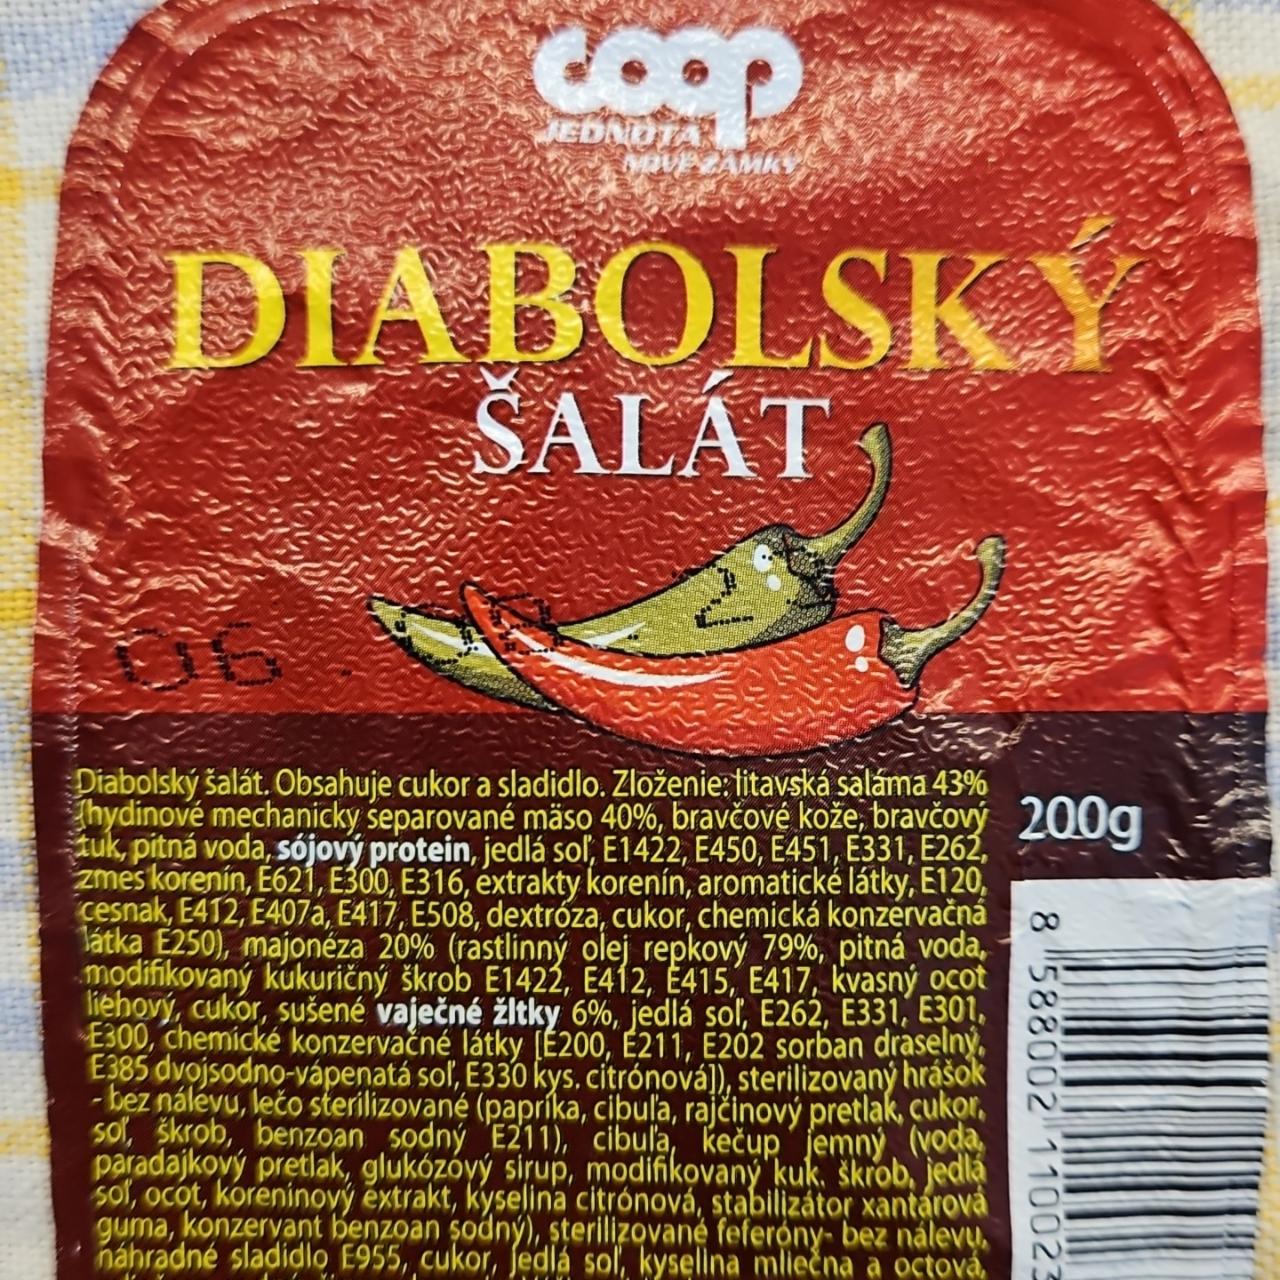 coop
JEDNOTA
NOVÉ ZÁMKY
DIABOLSKÝ
ŠALÁT
06.
Diabolský šalát. Obsahuje cukor a sladidlo. Zloženie: litavská saláma 43%
(hydinové mechanicky separované mäso 40%, bravčové kože, bravčový
tuk, pitná voda, sójový protein, jedlá soľ, E1422, E450, E451, E331, E262,
zmes korenín, E621, E300, E316, extrakty korenín, aromatické látky, E120,
cesnak, E412, E407a, E417, E508, dextróza, cukor, chemická konzervačná
látka E250), majonéza 20% (rastlinný olej repkový 79%, pitná voda,
modifikovaný kukuričný škrob E1422, E412, E415, E417, kvasný ocot
liehový, cukor, sušené vaječné žĺtky 6%, jedlá soľ, E262, E331, E301,
E300, chemické konzervačné látky [E200, E211, E202 sorban draselný,
E385 dvojsodno-vápenatá soľ, E330 kys. citrónová]), sterilizovaný hrášok
- bez nálevu, lečo sterilizované (paprika, cibuľa, rajčinový pretlak, cukor,
soľ, škrob, benzoan sodný E211), cibuľa, kečup jemný (voda,
paradajkový pretlak, glukózový sirup, modifikovaný kuk. škrob, jedlá
soľ, ocot, koreninový extrakt, kyselina citrónová, stabilizátor xantárová
guma, konzervant benzoan sodný), sterilizované feferóny- bez nálevu,
náhradné sladidlo E955, cukor, jedlá soľ, kyselina mliečna a octová,
200g
8 588002 110023